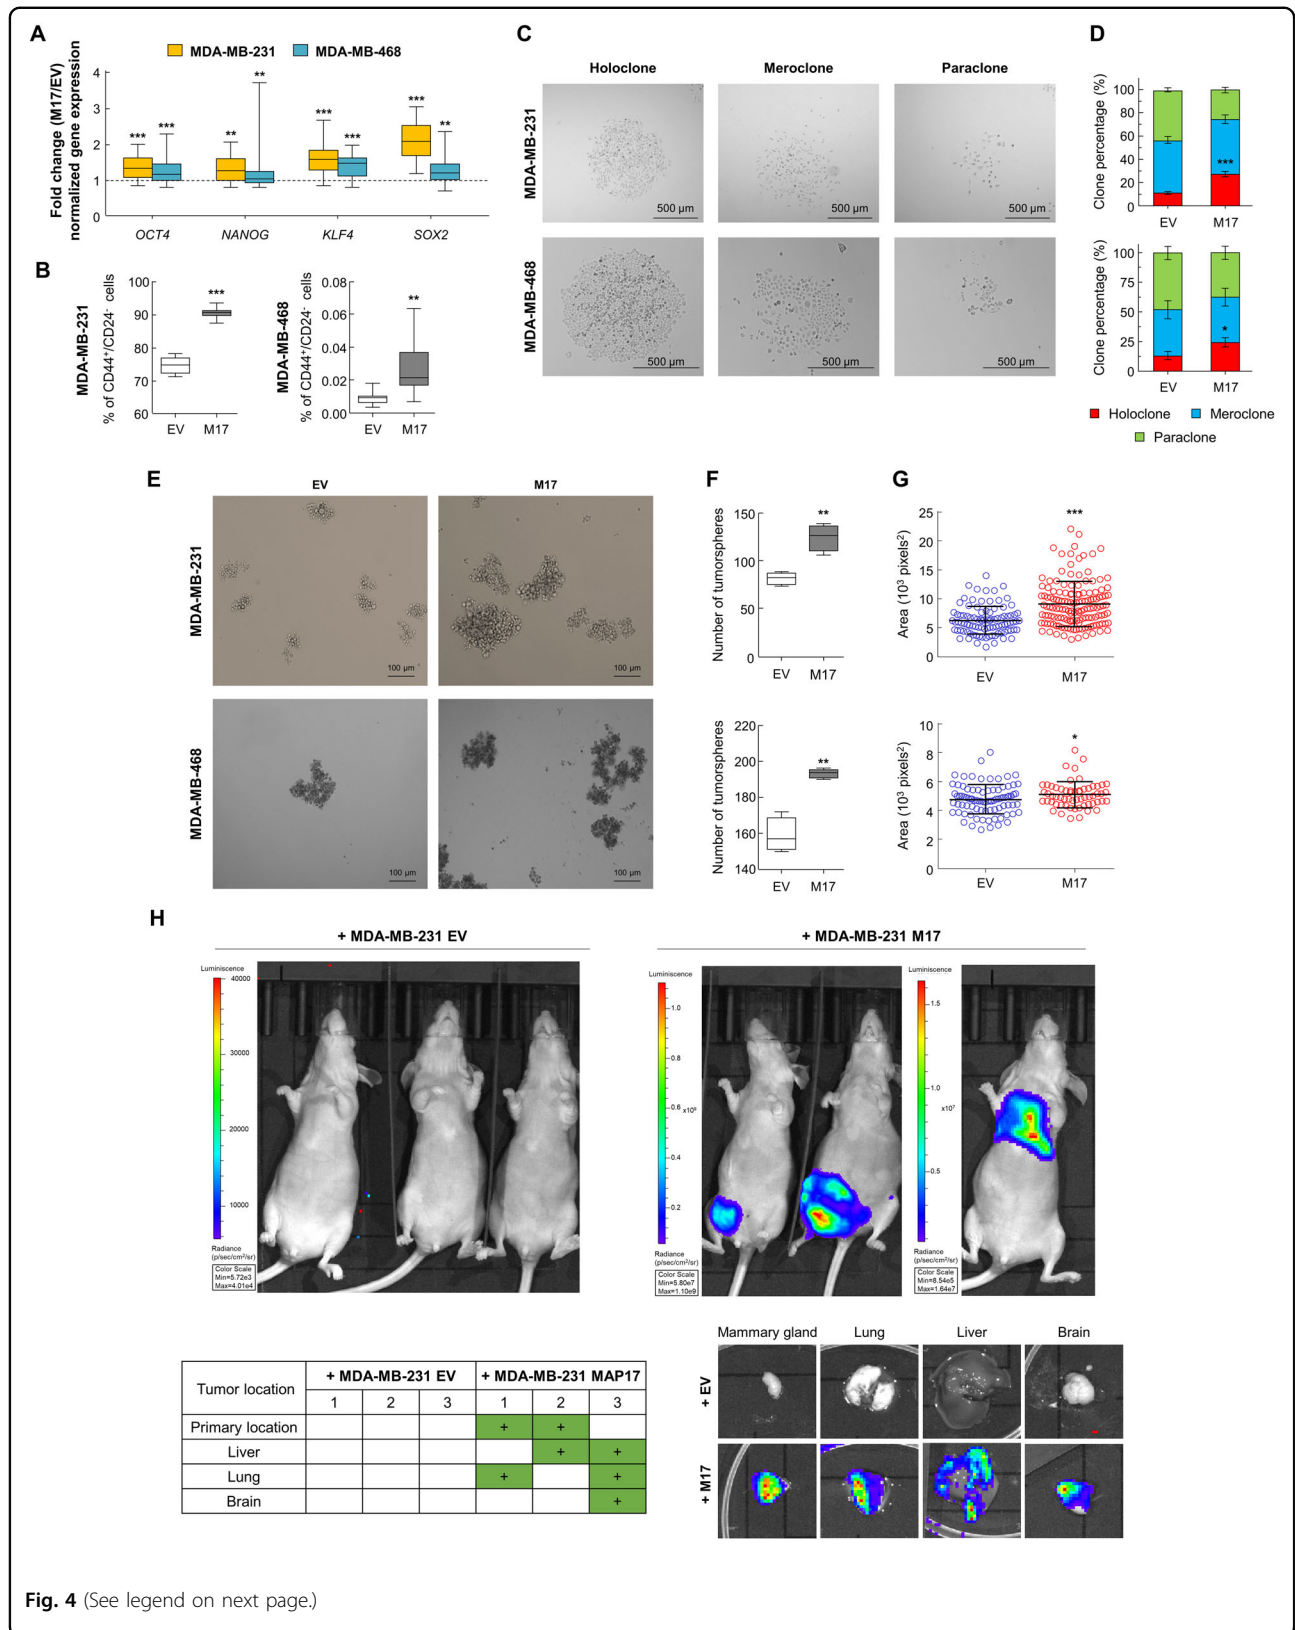 A
MDA-MB-231 MDA-MB-468
Fold change (M17/EV)
normalized gene expression
4
3
2
1
0
*** *** ** ** *** *** *** **
OCT4 NANOG KLF4 SOX2
B
MDA-MB-231
% of CD44⁺/CD24⁻ cells
100
90
80
70
60
***
EV M17
MDA-MB-468
% of CD44⁺/CD24⁻ cells
0.08
0.06
0.04
0.02
0.00
**
EV M17
C
Holoclone Meroclone Paraclone
MDA-MB-231
500 µm 500 µm 500 µm
MDA-MB-468
500 µm 500 µm 500 µm
D
Clone percentage (%)
100
80
60
40
20
0
***
EV M17
Clone percentage (%)
100
75
50
25
0
*
EV M17
Holoclone Meroclone
Paraclone
E
EV M17
MDA-MB-231
100 µm 100 µm
MDA-MB-468
100 µm 100 µm
F
Number of tumorspheres
150
100
50
0
**
EV M17
Number of tumorspheres
220
200
180
160
140
**
EV M17
G
Area (10³ pixels²)
25
20
15
10
5
0
***
EV M17
Area (10³ pixels²)
10
8
6
4
2
0
*
EV M17
H
+ MDA-MB-231 EV
Luminiscence
40000
30000
20000
10000
Radiance
(p/sec/cm²/sr)
Color Scale
Min=5.72e3
Max=4.01e4
+ MDA-MB-231 M17
Luminescence
1.0
0.8
0.6
x10⁹
0.4
0.2
Radiance
(p/sec/cm²/sr)
Color Scale
Min=5.80e7
Max=1.10e9
Luminescence
1.5
1.0
x10⁷
0.5
Radiance
(p/sec/cm²/sr)
Color Scale
Min=8.54e5
Max=1.64e7
Tumor location + MDA-MB-231 EV + MDA-MB-231 MAP17
1 2 3 1 2 3
Primary location + +
Liver + +
Lung + +
Brain +
Mammary gland Lung Liver Brain
+ EV
+ M17
Fig. 4 (See legend on next page.)